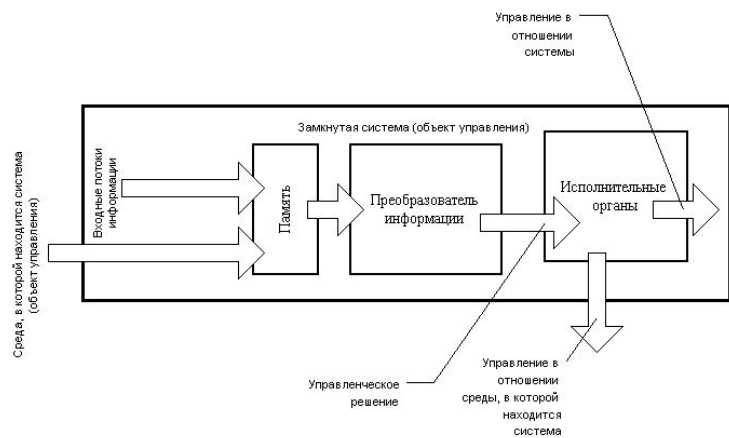 Управление в
отношении
системы
Замкнутая система (объект управления)
Среда, в которой находится система
(объект управления)
Входные потоки
информации
Память
Преобразователь
информации
Исполнительные
органы
Управленческое
решение
Управление в
отношении
среды, в которой
находится
система